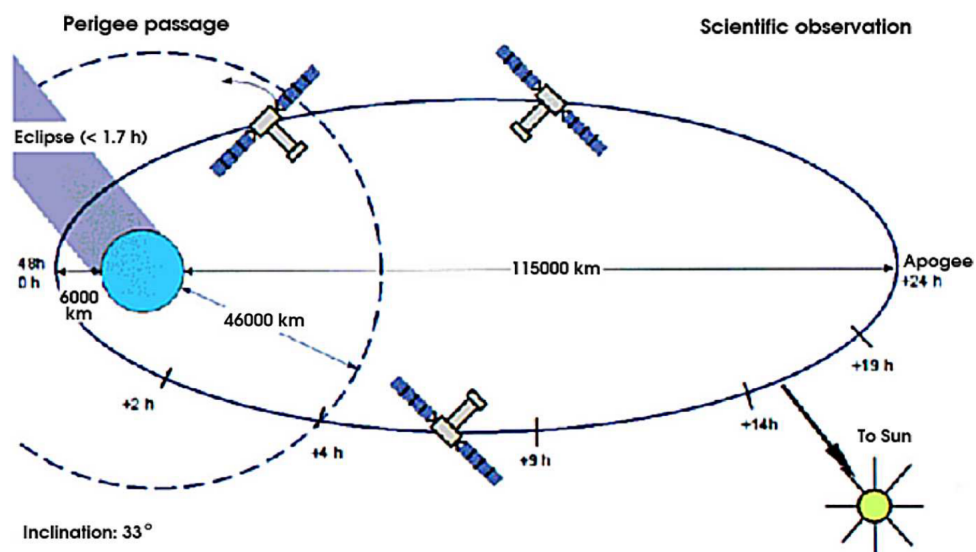 Perigee passage
Scientific observation
Eclipse (< 1.7 h)
48h
0 h
6000
km
46000 km
115000 km
Apogee
+24 h
+19 h
+2 h
+4 h
+9 h
+14h
To Sun
Inclination: 33°